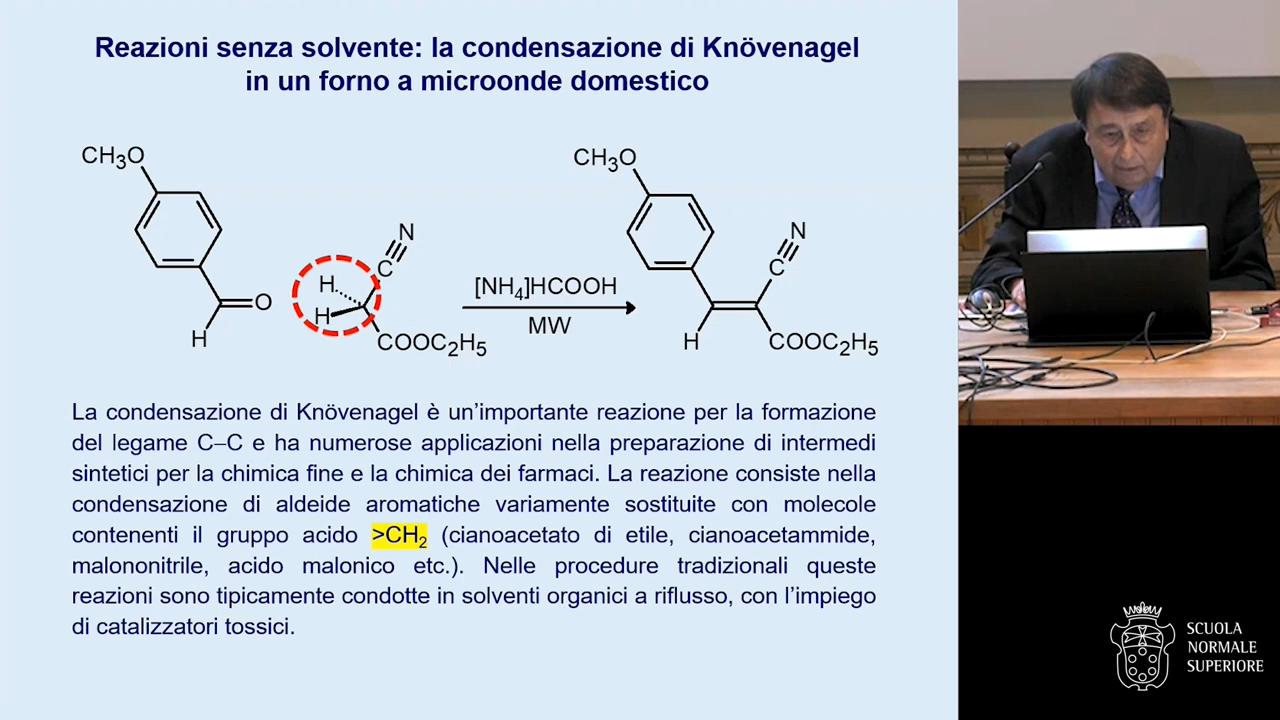 Reazioni senza solvente: la condensazione di Knövenagel
in un forno a microonde domestico
CH3O
N
C
H
H
O
H
COOC2H5
[NH4]HCOOH
MW
CH3O
N
C
H
COOC2H5
La condensazione di Knövenagel è un’importante reazione per la formazione
del legame C–C e ha numerose applicazioni nella preparazione di intermedi
sintetici per la chimica fine e la chimica dei farmaci. La reazione consiste nella
condensazione di aldeide aromatiche variamente sostituite con molecole
contenenti il gruppo acido >CH2 (cianoacetato di etile, cianoacetammide,
malononitrile, acido malonico etc.). Nelle procedure tradizionali queste
reazioni sono tipicamente condotte in solventi organici a riflusso, con l’impiego
di catalizzatori tossici.
SCUOLA
NORMALE
SUPERIORE